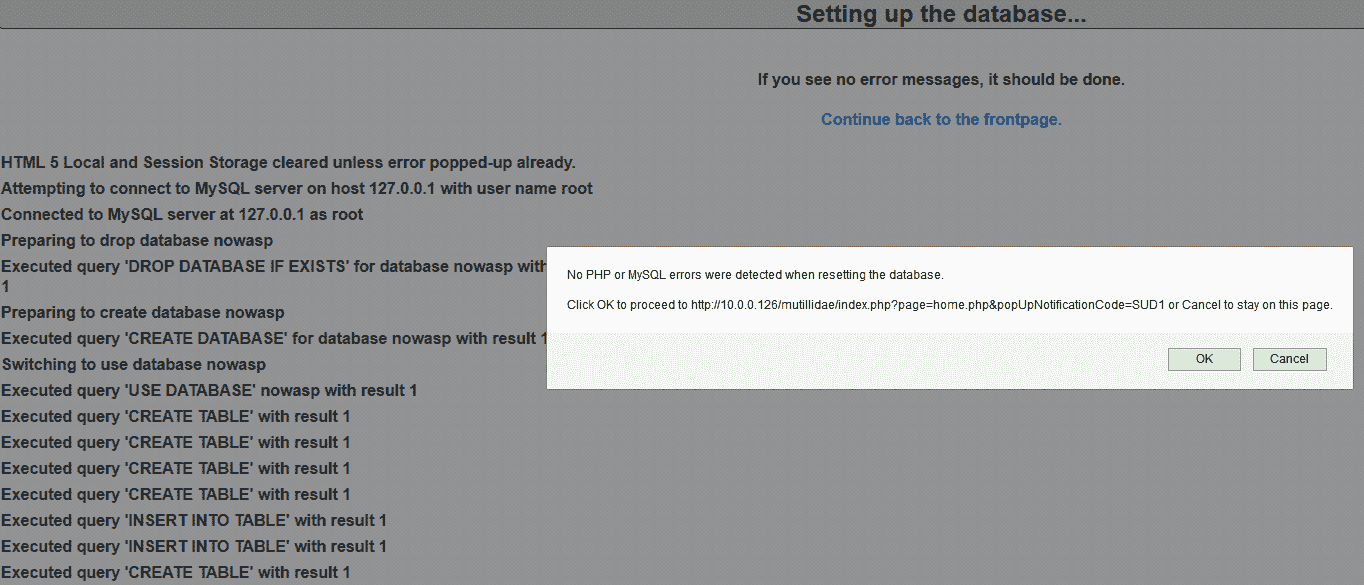 Setting up the database...
If you see no error messages, it should be done.
Continue back to the frontpage.
HTML 5 Local and Session Storage cleared unless error popped-up already.
Attempting to connect to MySQL server on host 127.0.0.1 with user name root
Connected to MySQL server at 127.0.0.1 as root
Preparing to drop database nowasp
Executed query 'DROP DATABASE IF EXISTS' for database nowasp with
1
Preparing to create database nowasp
Executed query 'CREATE DATABASE' for database nowasp with result 1
Switching to use database nowasp
Executed query 'USE DATABASE' nowasp with result 1
Executed query 'CREATE TABLE' with result 1
Executed query 'CREATE TABLE' with result 1
Executed query 'CREATE TABLE' with result 1
Executed query 'CREATE TABLE' with result 1
Executed query 'INSERT INTO TABLE' with result 1
Executed query 'INSERT INTO TABLE' with result 1
Executed query 'CREATE TABLE' with result 1
No PHP or MySQL errors were detected when resetting the database.
Click OK to proceed to http://10.0.0.126/mutillidae/index.php?page=home.php&popUpNotificationCode=SUD1 or Cancel to stay on this page.
OK
Cancel